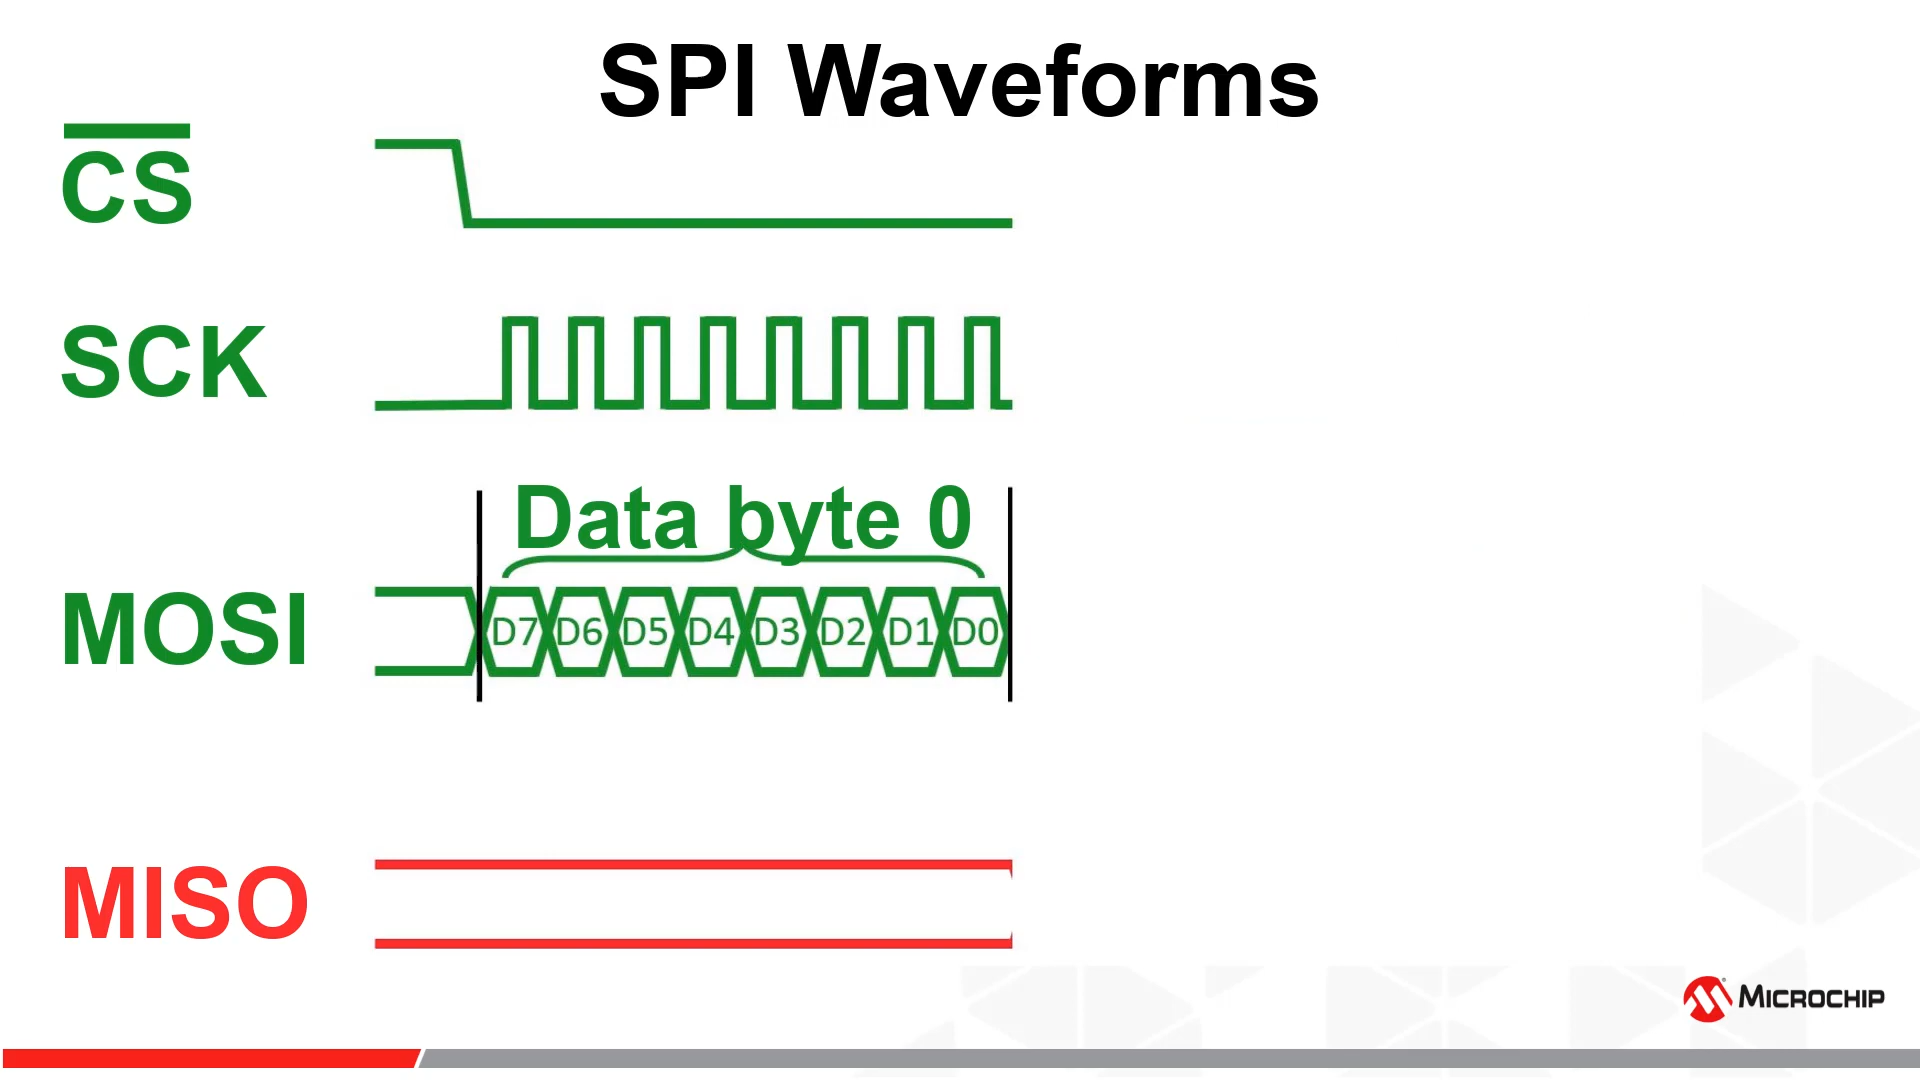 SPI Waveforms
CS
SCK
Data byte 0
MOSI
D7 D6 D5 D4 D3 D2 D1 D0
MISO
MICROCHIP